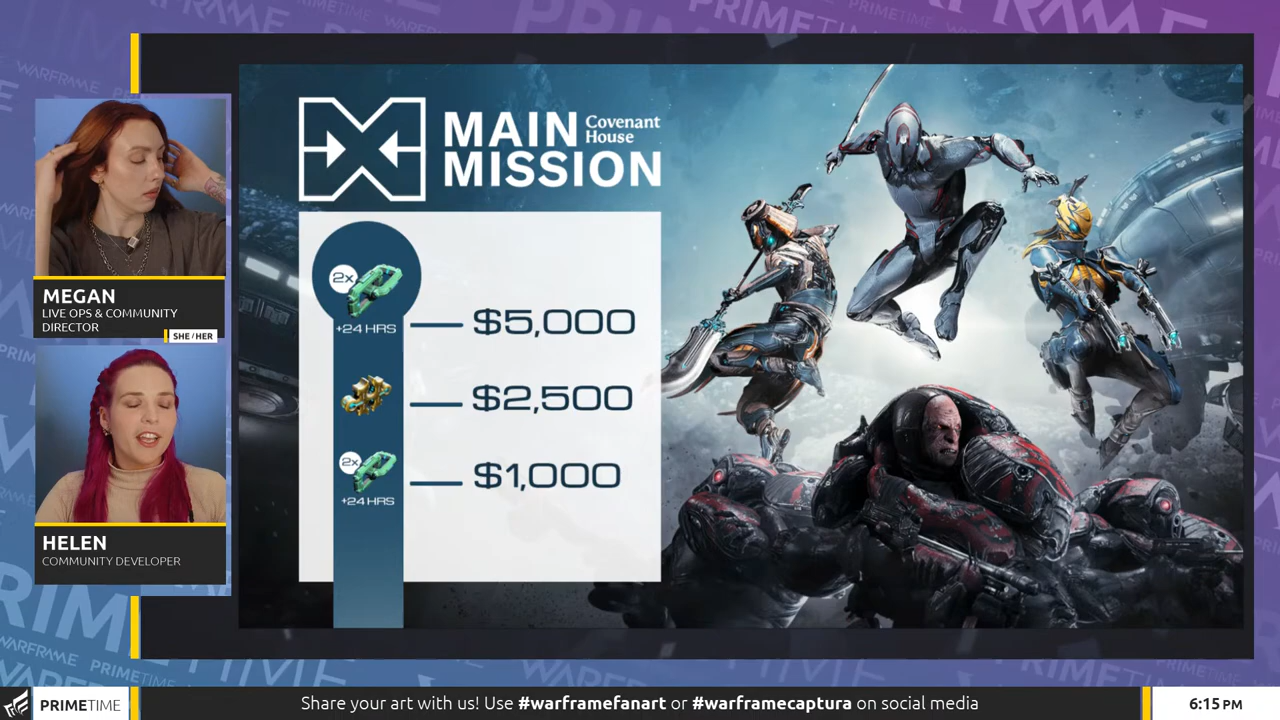 MAIN
MISSION
Covenant
House
2x
+24 HRS
$5,000
$2,500
2x
+24 HRS
$1,000
MEGAN
LIVE OPS & COMMUNITY
DIRECTOR
SHE / HER
HELEN
COMMUNITY DEVELOPER
PRIMETIME
Share your art with us! Use #warframefanart or #warframecaptura on social media
6:15 PM
WARFRAME
PRIMETIME